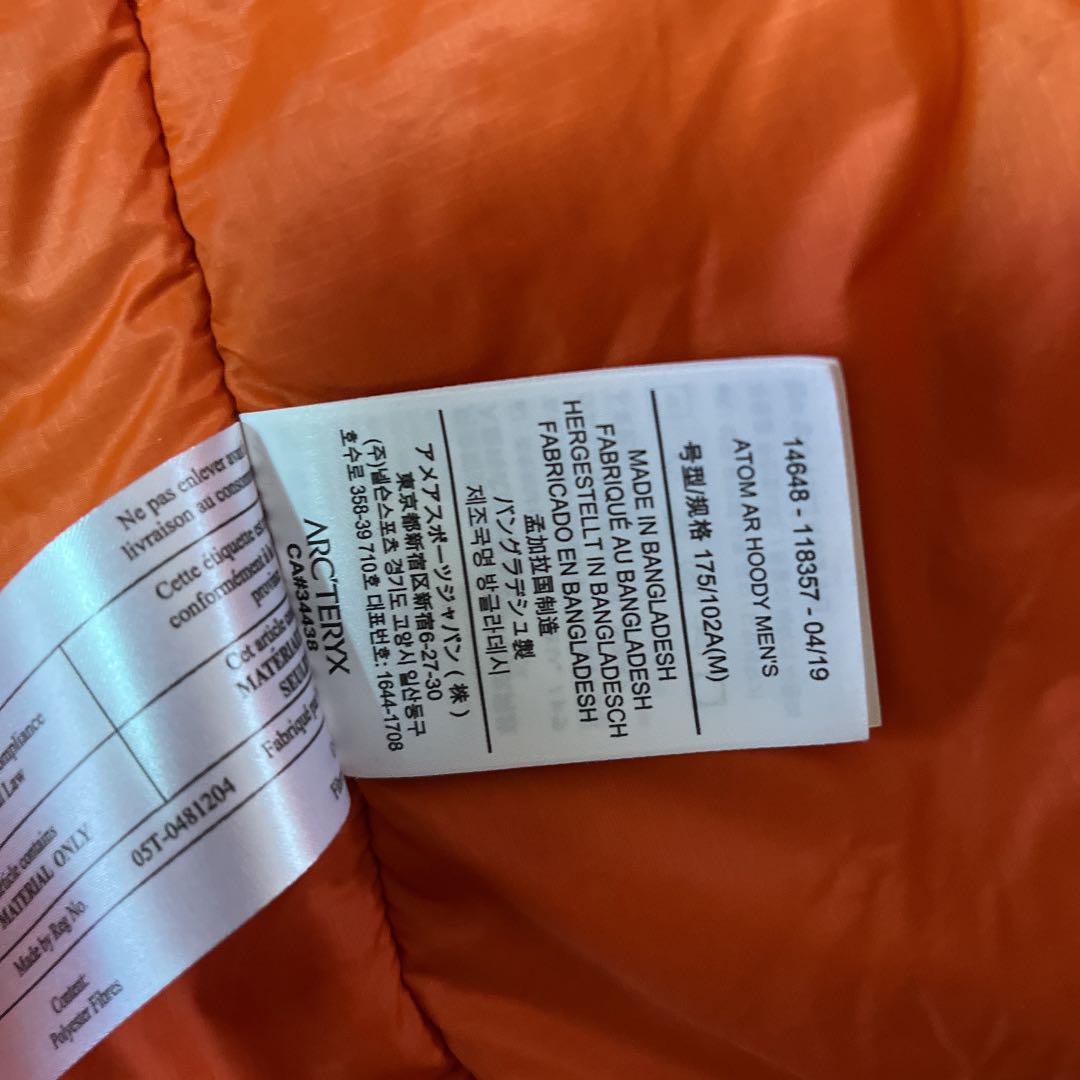 14648 - 118357 - 04/19
ATOM AR HOODY MEN'S
号型/规格 175/102A(M)
MADE IN BANGLADESH
FABRIQUÉ AU BANGLADESH
HERGESTELLT IN BANGLADESCH
FABRICADO EN BANGLADESH
孟加拉国制造
バングラデシュ製
제조국명 방글라데시
アメアスポーツジャパン(株)
東京都新宿区新宿6-27-30
(주)넬슨스포츠 경기도 고양시 일산동구
호수로 358-39 710호 대표번호: 1644-1708
ARC'TERYX
CA#34438
Ne pas enlever
livraison au
Cette étiquette
conformément à
Cet article
Fabriqué
05T-0481204
Law
contains
MATERIAL ONLY
Made by Reg No.
Content:
Polyester Fibres